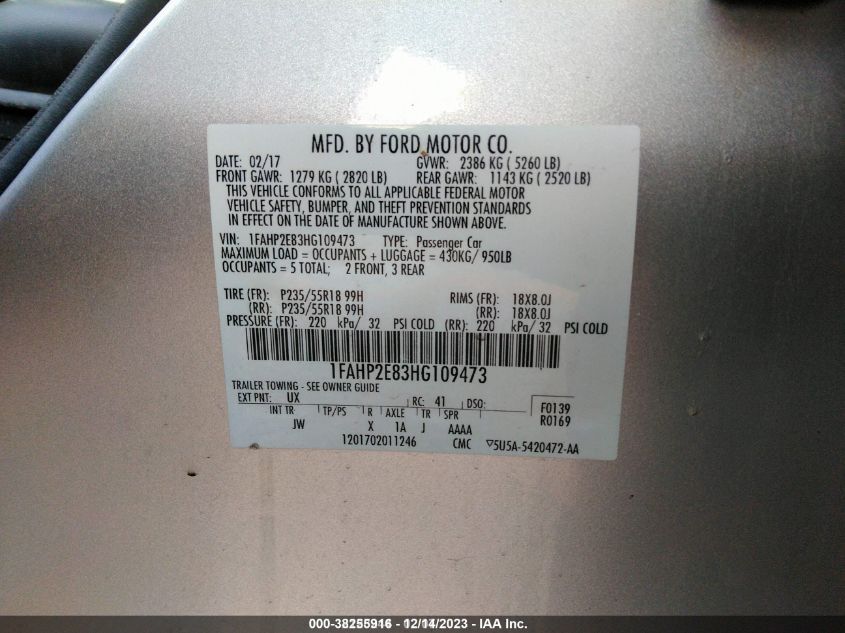 MFD. BY FORD MOTOR CO.
DATE: 02/17 GVWR: 2386 KG ( 5260 LB)
FRONT GAWR: 1279 KG ( 2820 LB) REAR GAWR: 1143 KG ( 2520 LB)
THIS VEHICLE CONFORMS TO ALL APPLICABLE FEDERAL MOTOR
VEHICLE SAFETY, BUMPER, AND THEFT PREVENTION STANDARDS
IN EFFECT ON THE DATE OF MANUFACTURE SHOWN ABOVE.
VIN: 1FAHP2E83HG109473 TYPE: Passenger Car
MAXIMUM LOAD = OCCUPANTS + LUGGAGE = 430KG/ 950LB
OCCUPANTS = 5 TOTAL; 2 FRONT, 3 REAR
TIRE (FR): P235/55R18 99H RIMS (FR): 18X8.0J
(RR): P235/55R18 99H (RR): 18X8.0J
PRESSURE (FR): 220 kPa/ 32 PSI COLD (RR): 220 kPa/ 32 PSI COLD
1FAHP2E83HG109473
TRAILER TOWING - SEE OWNER GUIDE
EXT PNT: UX RC: 41 DSO: F0139
INT TR TP/PS R AXLE TR SPR R0169
JW X 1A J AAAA
1201702011246 CMC ▽5U5A-5420472-AA
000-38255916 - 12/14/2023 - IAA Inc.